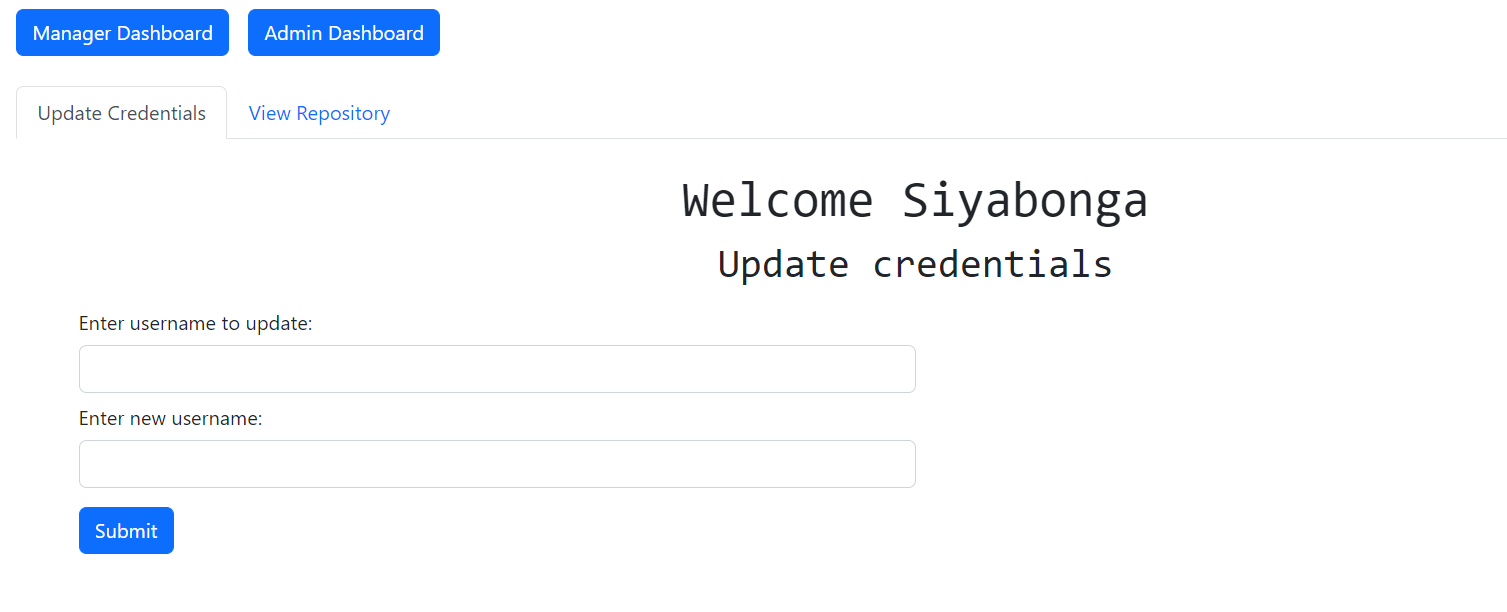 Manager Dashboard Admin Dashboard
Update Credentials View Repository
Welcome Siyabonga
Update credentials
Enter username to update:
Enter new username:
Submit